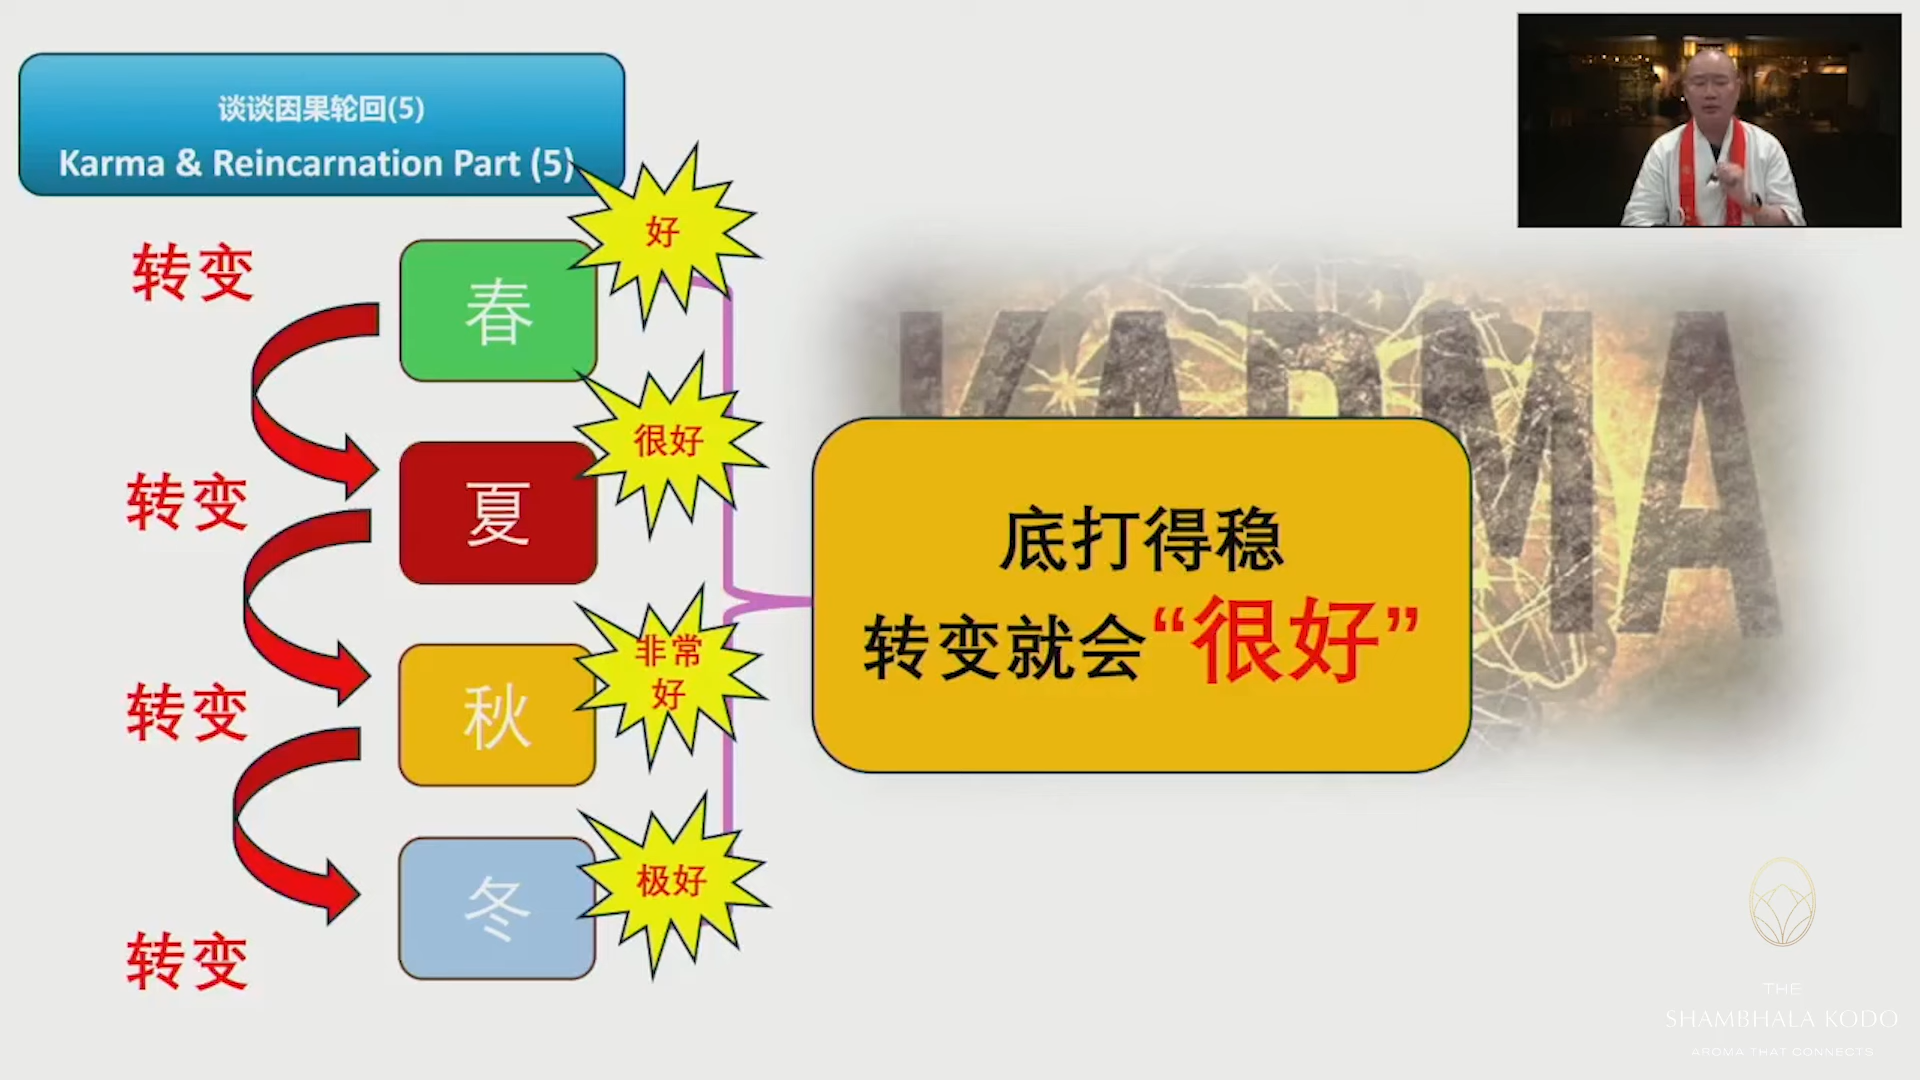 谈谈因果轮回(5)
Karma & Reincarnation Part (5)
转变
春
好
转变
夏
很好
转变
秋
非常
好
转变
冬
极好
KARMA
底打得稳
转变就会“很好”
THE
SHAMBHALA KODO
AROMA THAT CONNECTS